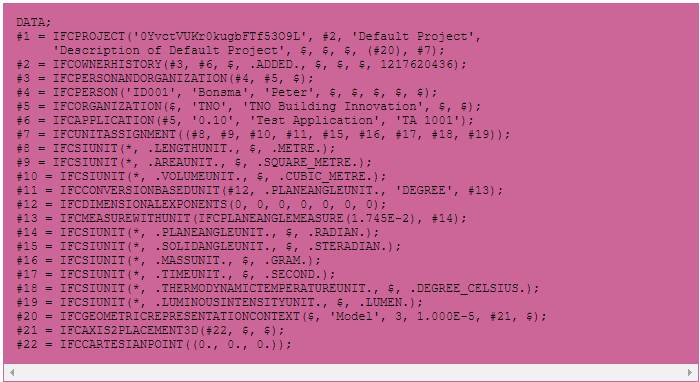 DATA;
#1 = IFCPROJECT('0YvctVUKr0kugbFTf53O9L', #2, 'Default Project',
'Description of Default Project', $, $, $, (#20), #7);
#2 = IFCOWNERHISTORY(#3, #6, $, .ADDED., $, $, $, 1217620436);
#3 = IFCPERSONANDORGANIZATION(#4, #5, $);
#4 = IFCPERSON('ID001', 'Bonsma', 'Peter', $, $, $, $, $);
#5 = IFCORGANIZATION($, 'TNO', 'TNO Building Innovation', $, $);
#6 = IFCAPPLICATION(#5, '0.10', 'Test Application', 'TA 1001');
#7 = IFCUNITASSIGNMENT((#8, #9, #10, #11, #15, #16, #17, #18, #19));
#8 = IFCSIUNIT(*, .LENGTHUNIT., $, .METRE.);
#9 = IFCSIUNIT(*, .AREAUNIT., $, .SQUARE_METRE.);
#10 = IFCSIUNIT(*, .VOLUMEUNIT., $, .CUBIC_METRE.);
#11 = IFCCONVERSIONBASEDUNIT(#12, .PLANEANGLEUNIT., 'DEGREE', #13);
#12 = IFCDIMENSIONALEXPONENTS(0, 0, 0, 0, 0, 0, 0);
#13 = IFCMEASUREWITHUNIT(IFCPLANEANGLEMEASURE(1.745E-2), #14);
#14 = IFCSIUNIT(*, .PLANEANGLEUNIT., $, .RADIAN.);
#15 = IFCSIUNIT(*, .SOLIDANGLEUNIT., $, .STERADIAN.);
#16 = IFCSIUNIT(*, .MASSUNIT., $, .GRAM.);
#17 = IFCSIUNIT(*, .TIMEUNIT., $, .SECOND.);
#18 = IFCSIUNIT(*, .THERMODYNAMICTEMPERATUREUNIT., $, .DEGREE_CELSIUS.);
#19 = IFCSIUNIT(*, .LUMINOUSINTENSITYUNIT., $, .LUMEN.);
#20 = IFCGEOMETRICREPRESENTATIONCONTEXT($, 'Model', 3, 1.000E-5, #21, $);
#21 = IFCAXIS2PLACEMENT3D(#22, $, $);
#22 = IFCCARTESIANPOINT((0., 0., 0.));